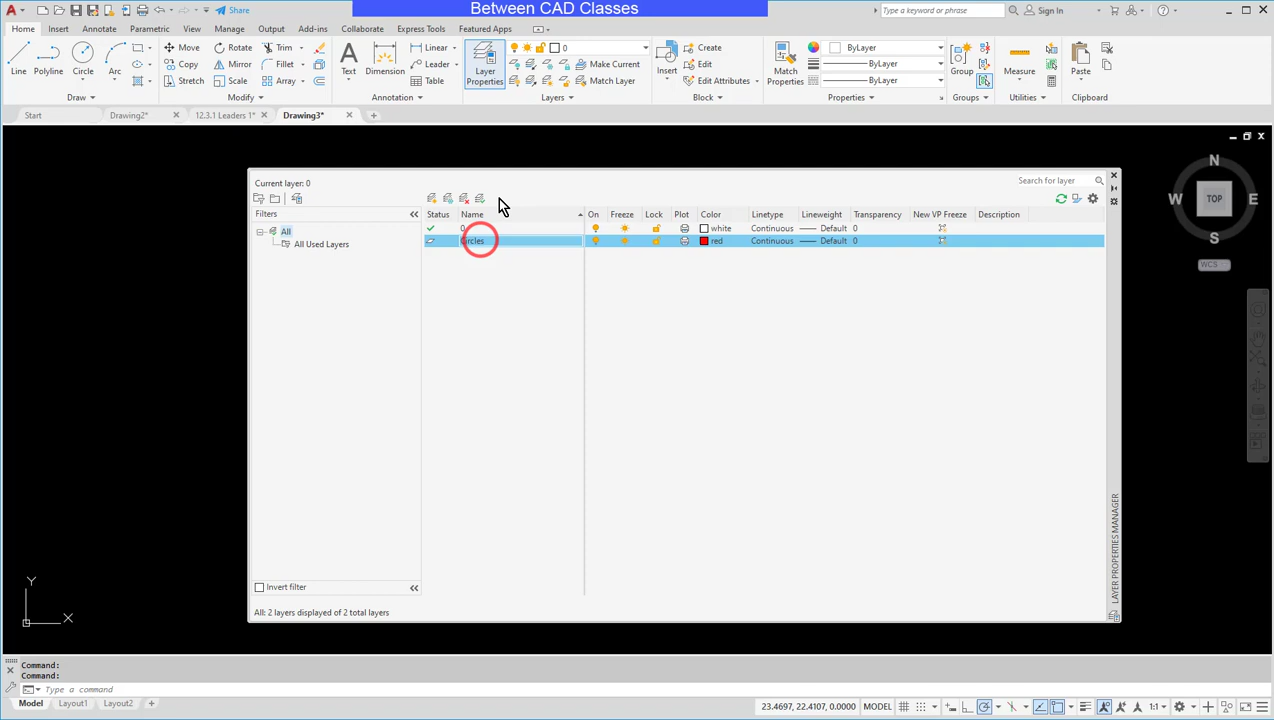 Between CAD Classes
A
Share
Type a keyword or phrase
Sign In
Home Insert Annotate Parametric View Manage Output Add-ins Collaborate Express Tools Featured Apps
Line Polyline Circle Arc
Move Rotate Trim
Copy Mirror Fillet
Stretch Scale Array
Text Dimension
Linear
Leader
Table
Layer Properties
0
Make Current
Match Layer
Insert
Create
Edit
Edit Attributes
Match Properties
ByLayer
ByLayer
ByLayer
Group
Measure
Paste
Draw Modify Annotation Layers Block Properties Groups Utilities Clipboard
Start Drawing2* 12.3.1 Leaders 1* Drawing3*
Current layer: 0
Search for layer
Filters
All
All Used Layers
Status Name On Freeze Lock Plot Color Linetype Lineweight Transparency New VP Freeze Description
0 white Continuous Default 0
Circles red Continuous Default 0
Invert filter
All: 2 layers displayed of 2 total layers
LAYER PROPERTIES MANAGER
N
W TOP E
S
WCS
Y
X
Command:
Command:
Type a command
Model Layout1 Layout2
23.4697, 22.4107, 0.0000 MODEL
1:1